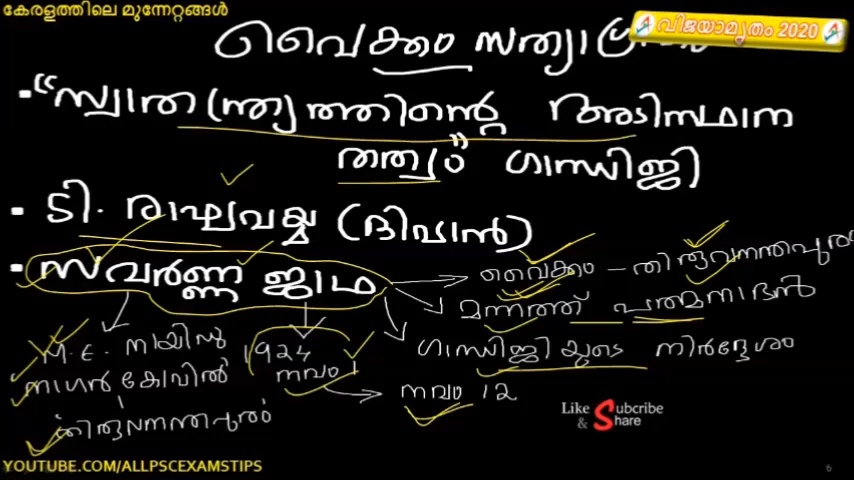 കേരളത്തിലെ മുന്നേറ്റങ്ങൾ
വിജയാമൃതം 2020
വൈക്കം സത്യാഗ്രഹം
"സ്വാതന്ത്ര്യത്തിന്റെ അടിസ്ഥാന
തത്വം" ഗാന്ധിജി
ടി. രാഘവയ്യ (ദിവാൻ)
സവർണ്ണ ജാഥ
വൈക്കം - തിരുവനന്തപുരം
മന്നത്ത് പത്മനാഭൻ
ഗാന്ധിജിയുടെ നിർദ്ദേശം
M.E. നായിഡു
നാഗർകോവിൽ
തിരുവനന്തപുരം
1924
നവം 1
നവം 12
Like Subcribe
& Share
YOUTUBE.COM/ALLPSCEXAMSTIPS
6